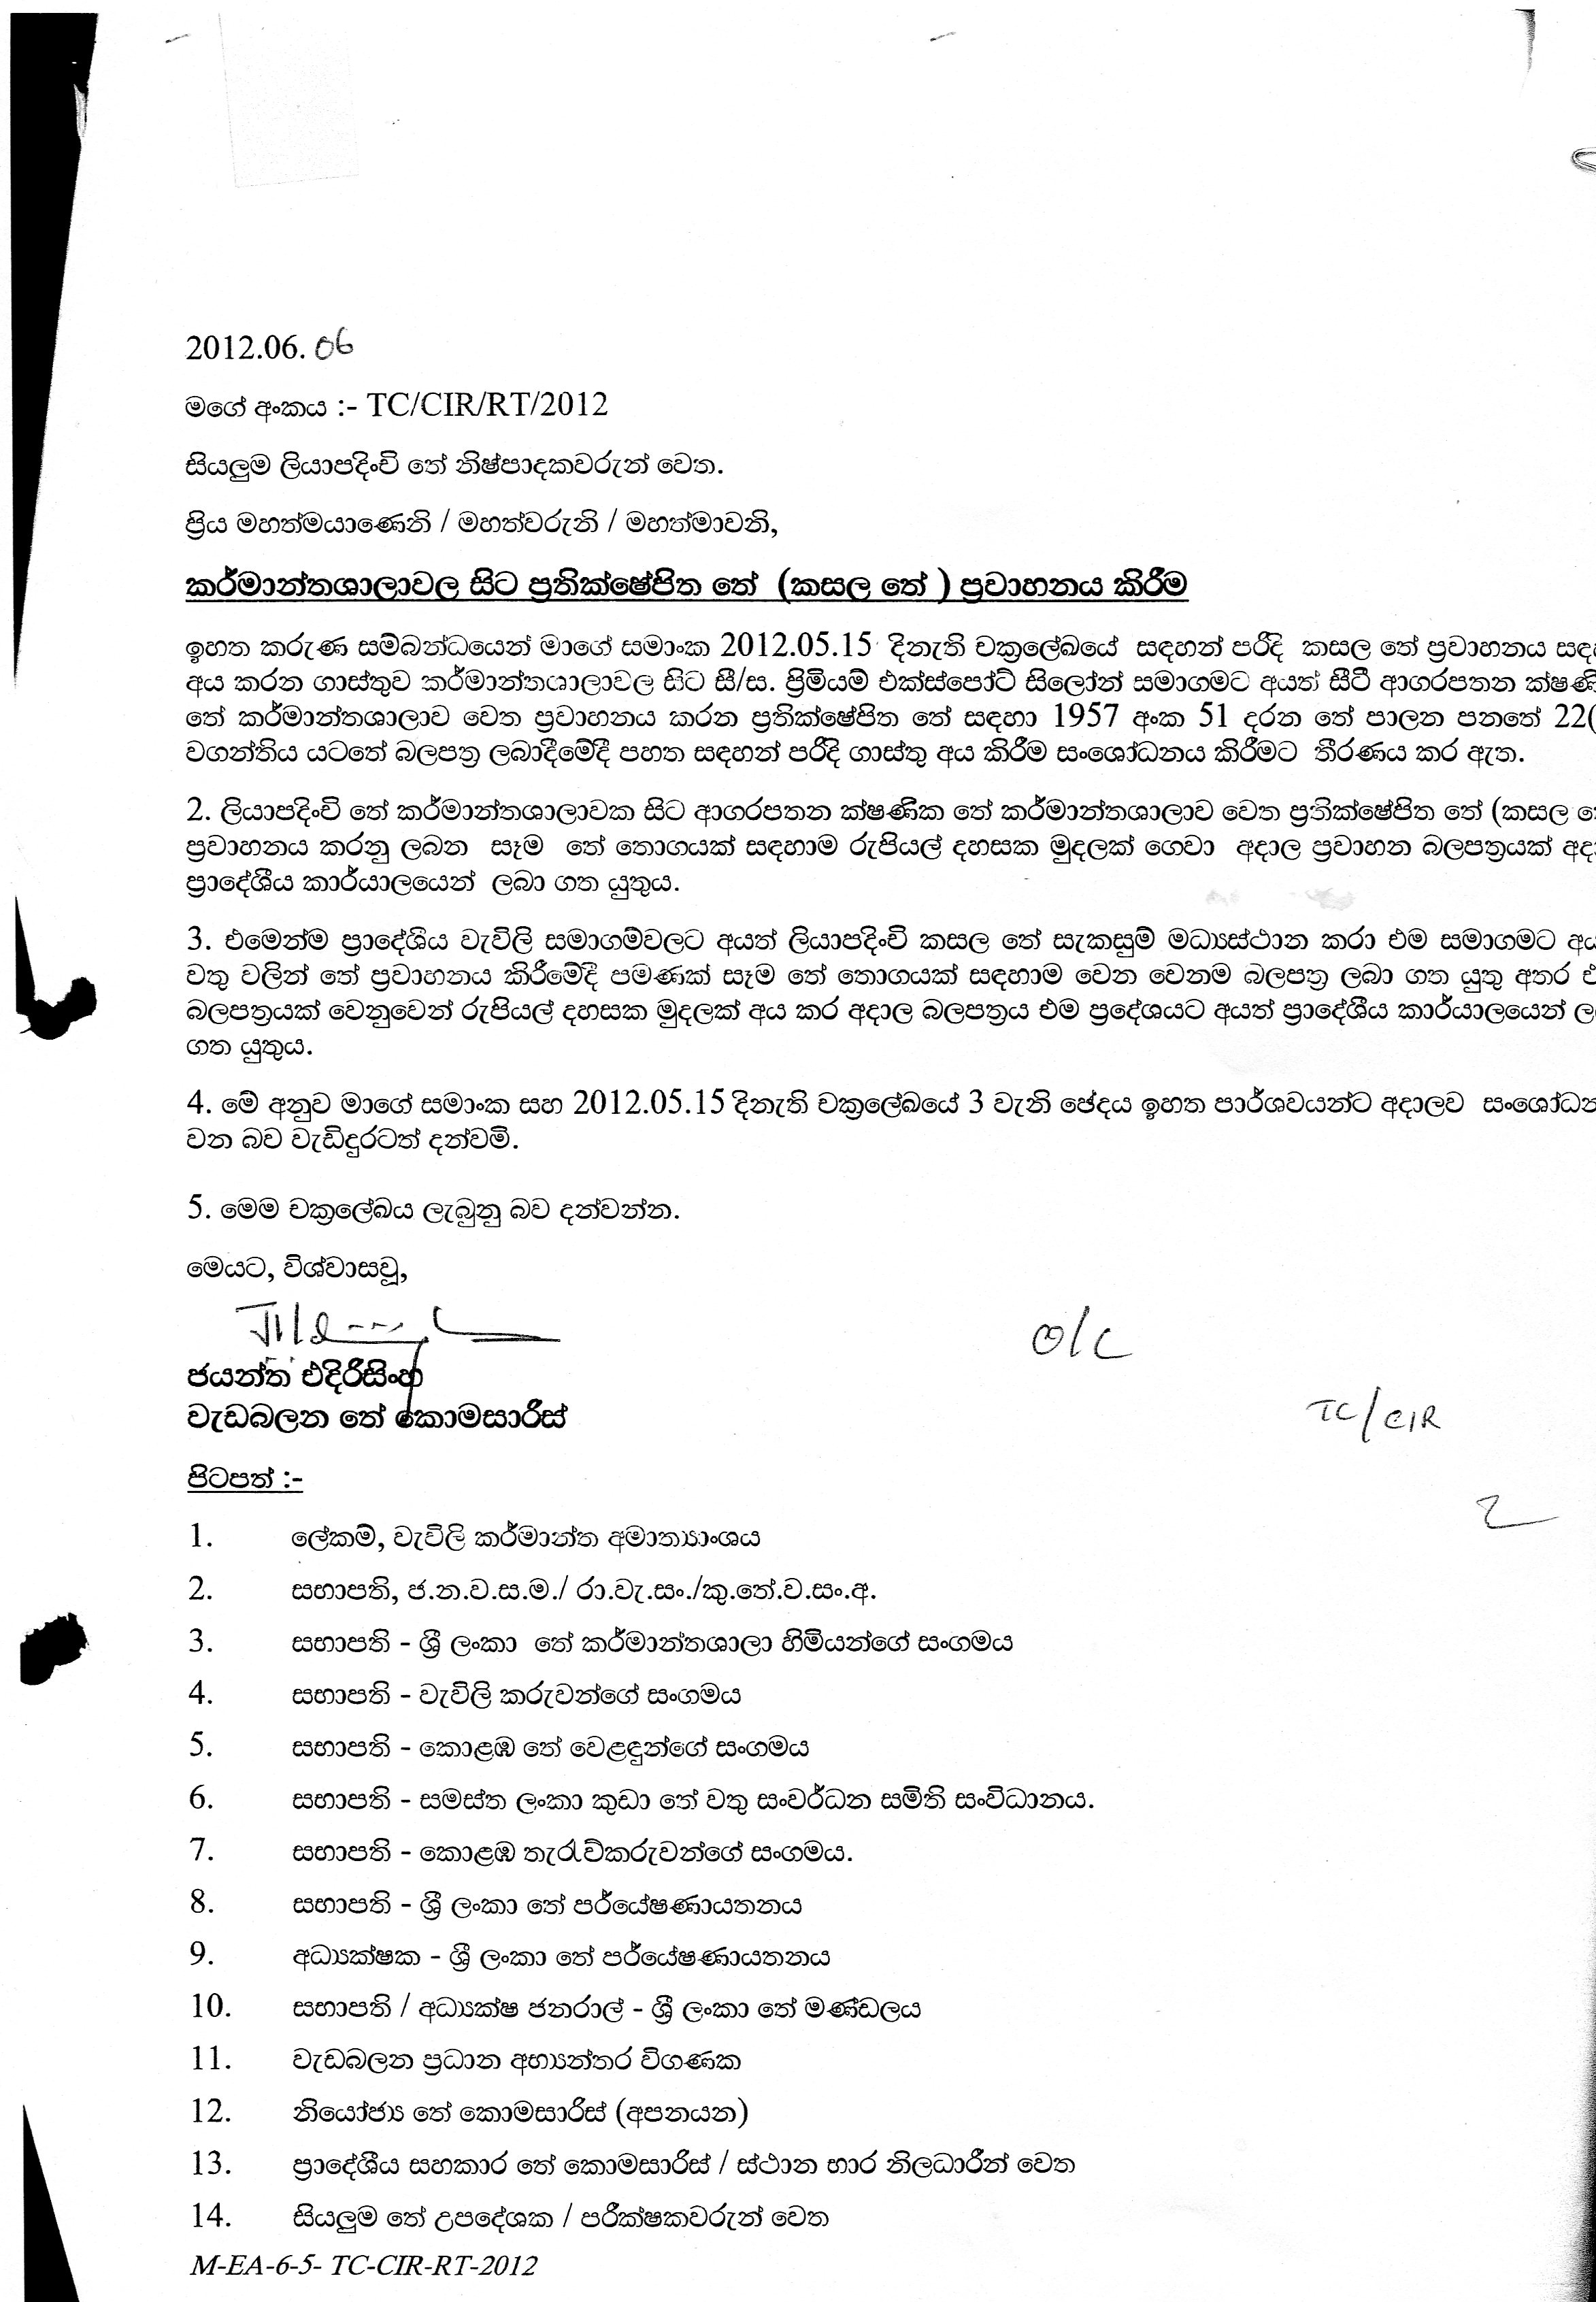 2012.06. 06
මගේ අංකය :- TC/CIR/RT/2012
සියලුම ලියාපදිංචි තේ නිෂ්පාදකවරුන් වෙත.
ප්‍රිය මහත්මයාණෙනි / මහත්වරුනි / මහත්මාවනි,
කර්මාන්තශාලාවල සිට ප්‍රතික්ෂේපිත තේ (කසල තේ ) ප්‍රවාහනය කිරීම
ඉහත කරුණ සම්බන්ධයෙන් මාගේ සමාංක 2012.05.15 දිනැති චක්‍රලේඛයේ සඳහන් පරිදි කසල තේ ප්‍රවාහනය
අය කරන ගාස්තුව කර්මාන්තශාලාවල සිට සී/ස. ප්‍රිමියම් එක්ස්පෝට් සිලෝන් සමාගමට අයත් සීටී ආගරපතන
තේ කර්මාන්තශාලාව වෙත ප්‍රවාහනය කරන ප්‍රතික්ෂේපිත තේ සඳහා 1957 අංක 51 දරන තේ පාලන පනතේ 22(
වගන්තිය යටතේ බලපත්‍ර ලබාදීමේදී පහත සඳහන් පරිදි ගාස්තු අය කිරීම සංශෝධනය කිරීමට තීරණය කර ඇත.
2. ලියාපදිංචි තේ කර්මාන්තශාලාවක සිට ආගරපතන ක්ෂණික තේ කර්මාන්තශාලාව වෙත ප්‍රතික්ෂේපිත තේ (කසල
ප්‍රවාහනය කරනු ලබන සෑම තේ තොගයක් සඳහාම රුපියල් දහසක මුදලක් ගෙවා අදාල ප්‍රවාහන බලපත්‍රයක්
ප්‍රාදේශීය කාර්යාලයෙන් ලබා ගත යුතුය.
3. එමෙන්ම ප්‍රාදේශීය වැවිලි සමාගම්වලට අයත් ලියාපදිංචි කසල තේ සැකසුම් මධ්‍යස්ථාන කරා එම සමාගමට
වතු වලින් තේ ප්‍රවාහනය කිරීමේදී පමණක් සෑම තේ තොගයක් සඳහාම වෙන වෙනම බලපත්‍ර ලබා ගත යුතු අතර
බලපත්‍රයක් වෙනුවෙන් රුපියල් දහසක මුදලක් අය කර අදාල බලපත්‍රය එම ප්‍රදේශයට අයත් ප්‍රාදේශීය කාර්යාලයෙන්
ගත යුතුය.
4. මේ අනුව මාගේ සමාංක සහ 2012.05.15 දිනැති චක්‍රලේඛයේ 3 වැනි ඡේදය ඉහත පාර්ශවයන්ට අදාලව
වන බව වැඩිදුරටත් දන්වමි.
5. මෙම චක්‍රලේඛය ලැබුනු බව දන්වන්න.
මෙයට, විශ්වාසවූ,
ජයන්ත එදිරිසිංහ
O/C
වැඩබලන තේ කොමසාරිස්
TC/CIR
පිටපත් :-
1. ලේකම්, වැවිලි කර්මාන්ත අමාත්‍යාංශය
2. සභාපති, ජ.න.ව.ස.ම./ රා.වැ.සං./කු.තේ.ව.සං.අ.
3. සභාපති - ශ්‍රී ලංකා තේ කර්මාන්තශාලා හිමියන්ගේ සංගමය
4. සභාපති - වැවිලි කරුවන්ගේ සංගමය
5. සභාපති - කොළඹ තේ වෙළඳුන්ගේ සංගමය
6. සභාපති - සමස්ත ලංකා කුඩා තේ වතු සංවර්ධන සමිති සංවිධානය.
7. සභාපති - කොළඹ තැරැව්කරුවන්ගේ සංගමය.
8. සභාපති - ශ්‍රී ලංකා තේ පර්යේෂණායතනය
9. අධ්‍යක්ෂක - ශ්‍රී ලංකා තේ පර්යේෂණායතනය
10. සභාපති / අධ්‍යක්ෂ ජනරාල් - ශ්‍රී ලංකා තේ මණ්ඩලය
11. වැඩබලන ප්‍රධාන අභ්‍යන්තර විගණක
12. නියෝජ්‍ය තේ කොමසාරිස් (අපනයන)
13. ප්‍රාදේශීය සහකාර තේ කොමසාරිස් / ස්ථාන භාර නිලධාරීන් වෙත
14. සියලුම තේ උපදේශක / පරීක්ෂකවරුන් වෙත
M-EA-6-5- TC-CIR-RT-2012